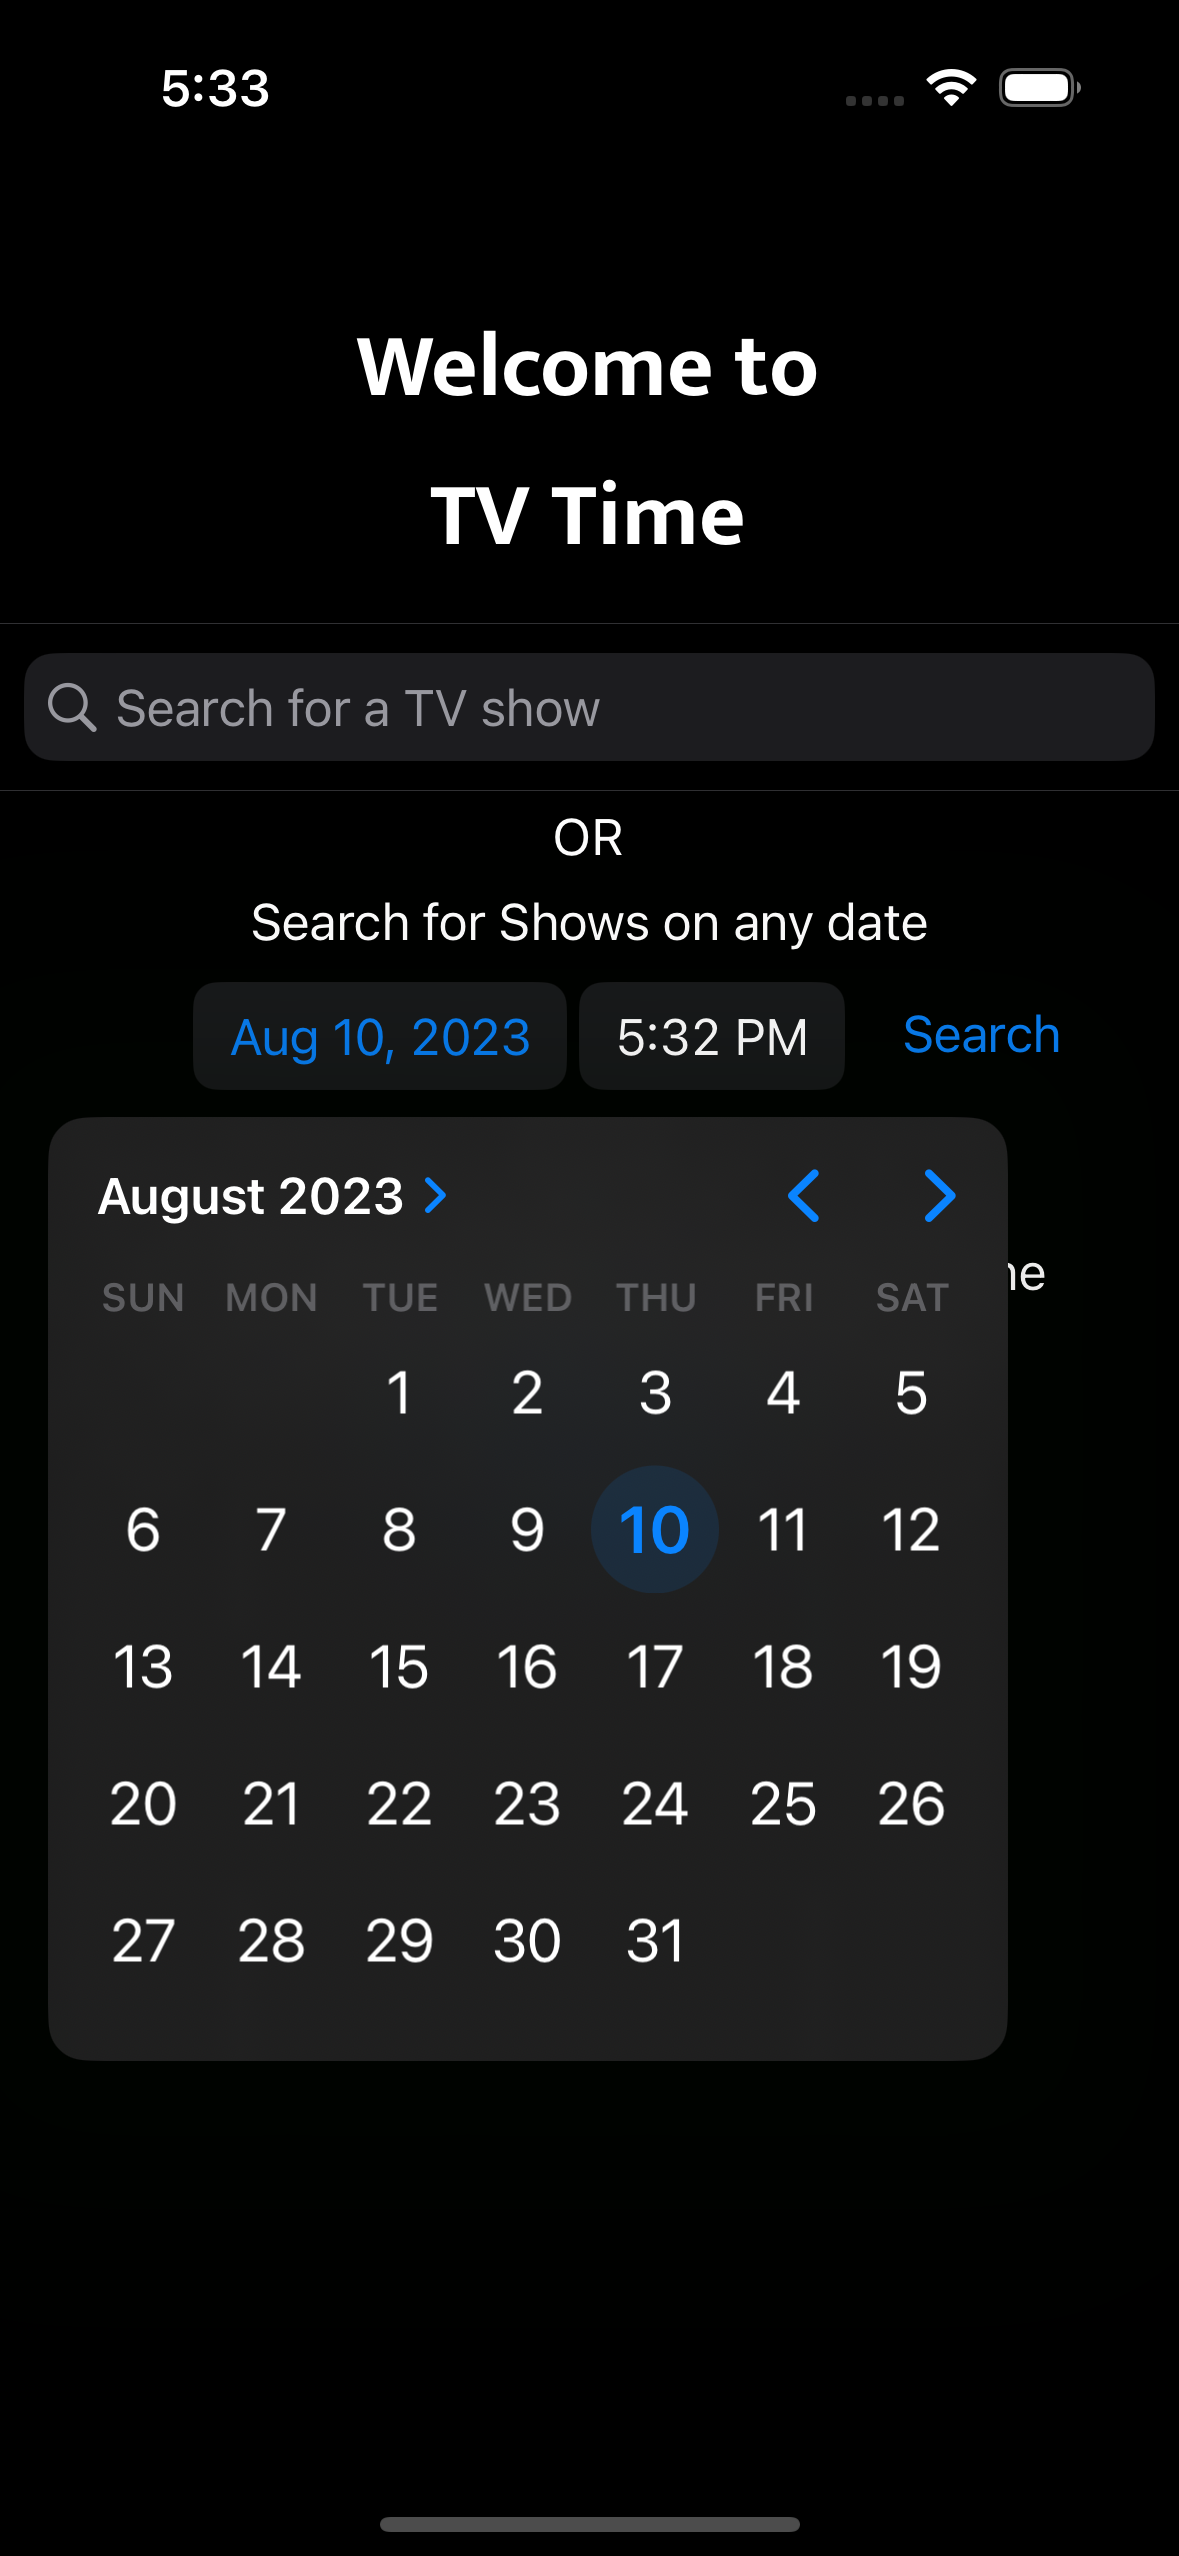 5:33
Welcome to
TV Time
Search for a TV show
OR
Search for Shows on any date
Aug 10, 2023 5:32 PM Search
August 2023
SUN MON TUE WED THU FRI SAT
1 2 3 4 5
6 7 8 9 10 11 12
13 14 15 16 17 18 19
20 21 22 23 24 25 26
27 28 29 30 31